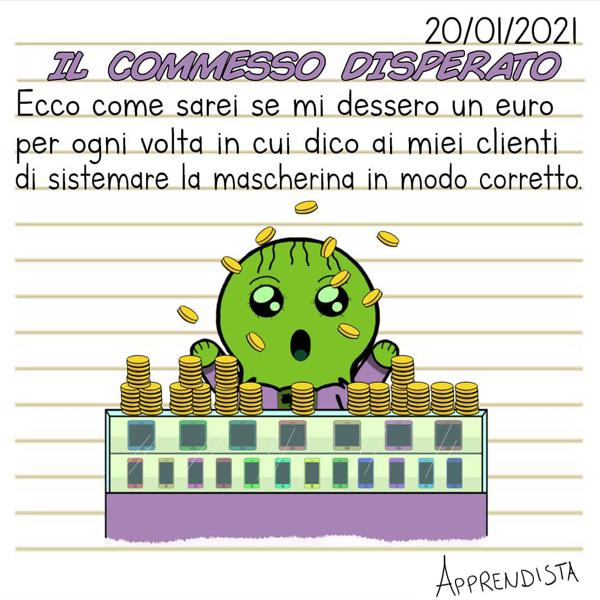 20/01/2021
IL COMMESSO DISPERATO
Ecco come sarei se mi dessero un euro
per ogni volta in cui dico ai miei clienti
di sistemare la mascherina in modo corretto.
APPRENDISTA